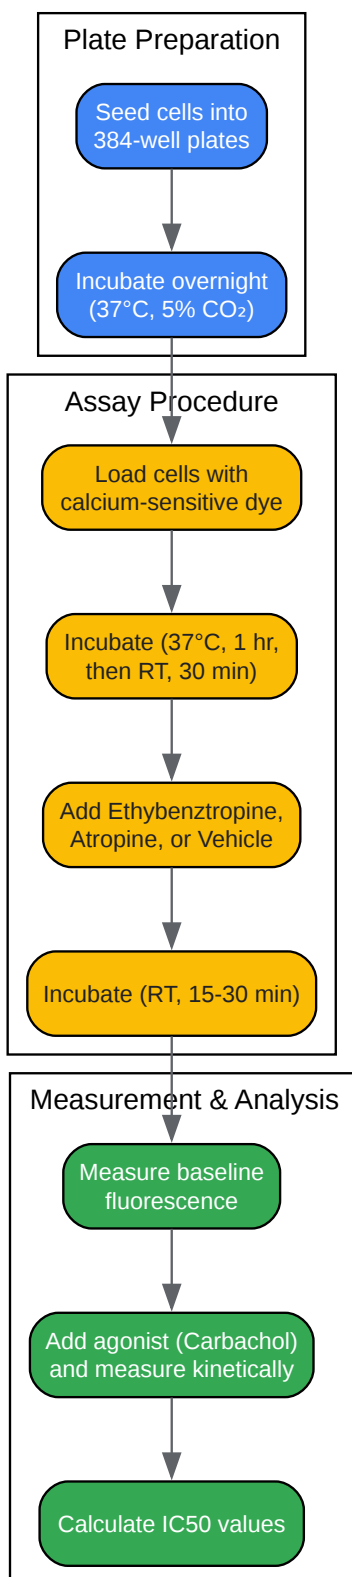 Plate Preparation
Seed cells into
384-well plates
Incubate overnight
(37°C, 5% CO₂)
Assay Procedure
Load cells with
calcium-sensitive dye
Incubate (37°C, 1 hr,
then RT, 30 min)
Add Ethybenztropine,
Atropine, or Vehicle
Incubate (RT, 15-30 min)
Measurement & Analysis
Measure baseline
fluorescence
Add agonist (Carbachol)
and measure kinetically
Calculate IC50 values